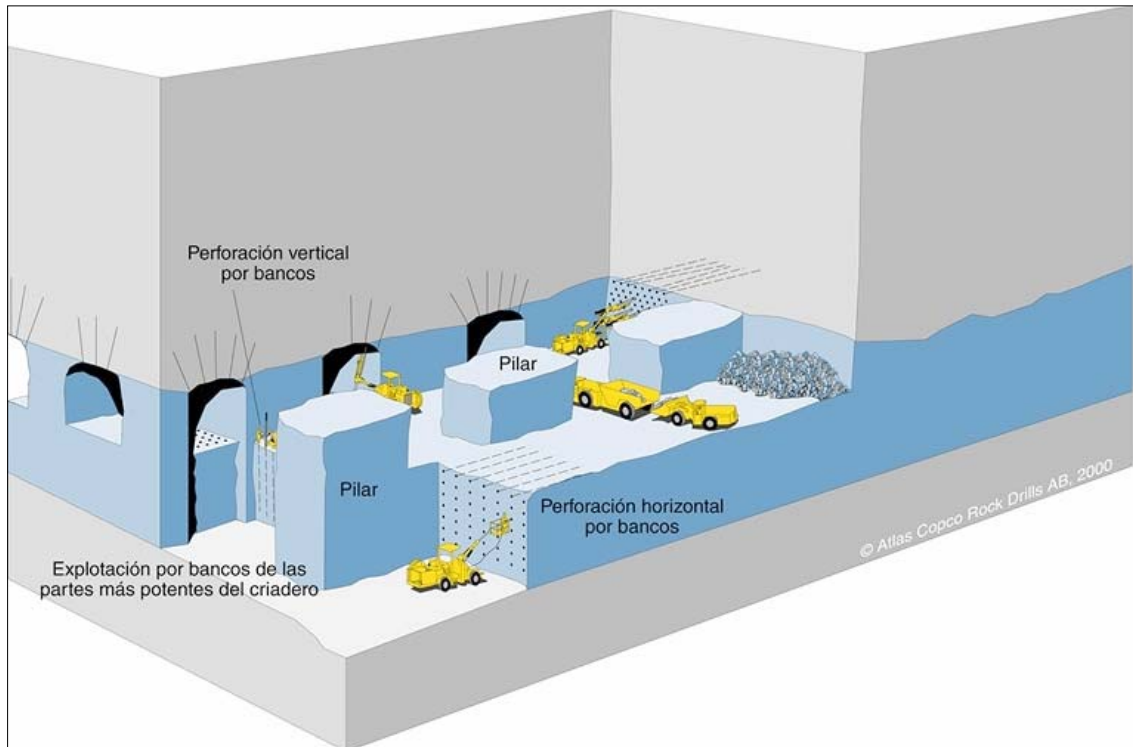 Perforación vertical
por bancos
Pilar
Pilar
Perforación horizontal
por bancos
Explotación por bancos de las
partes más potentes del criadero
© Atlas Copco Rock Drills AB, 2000